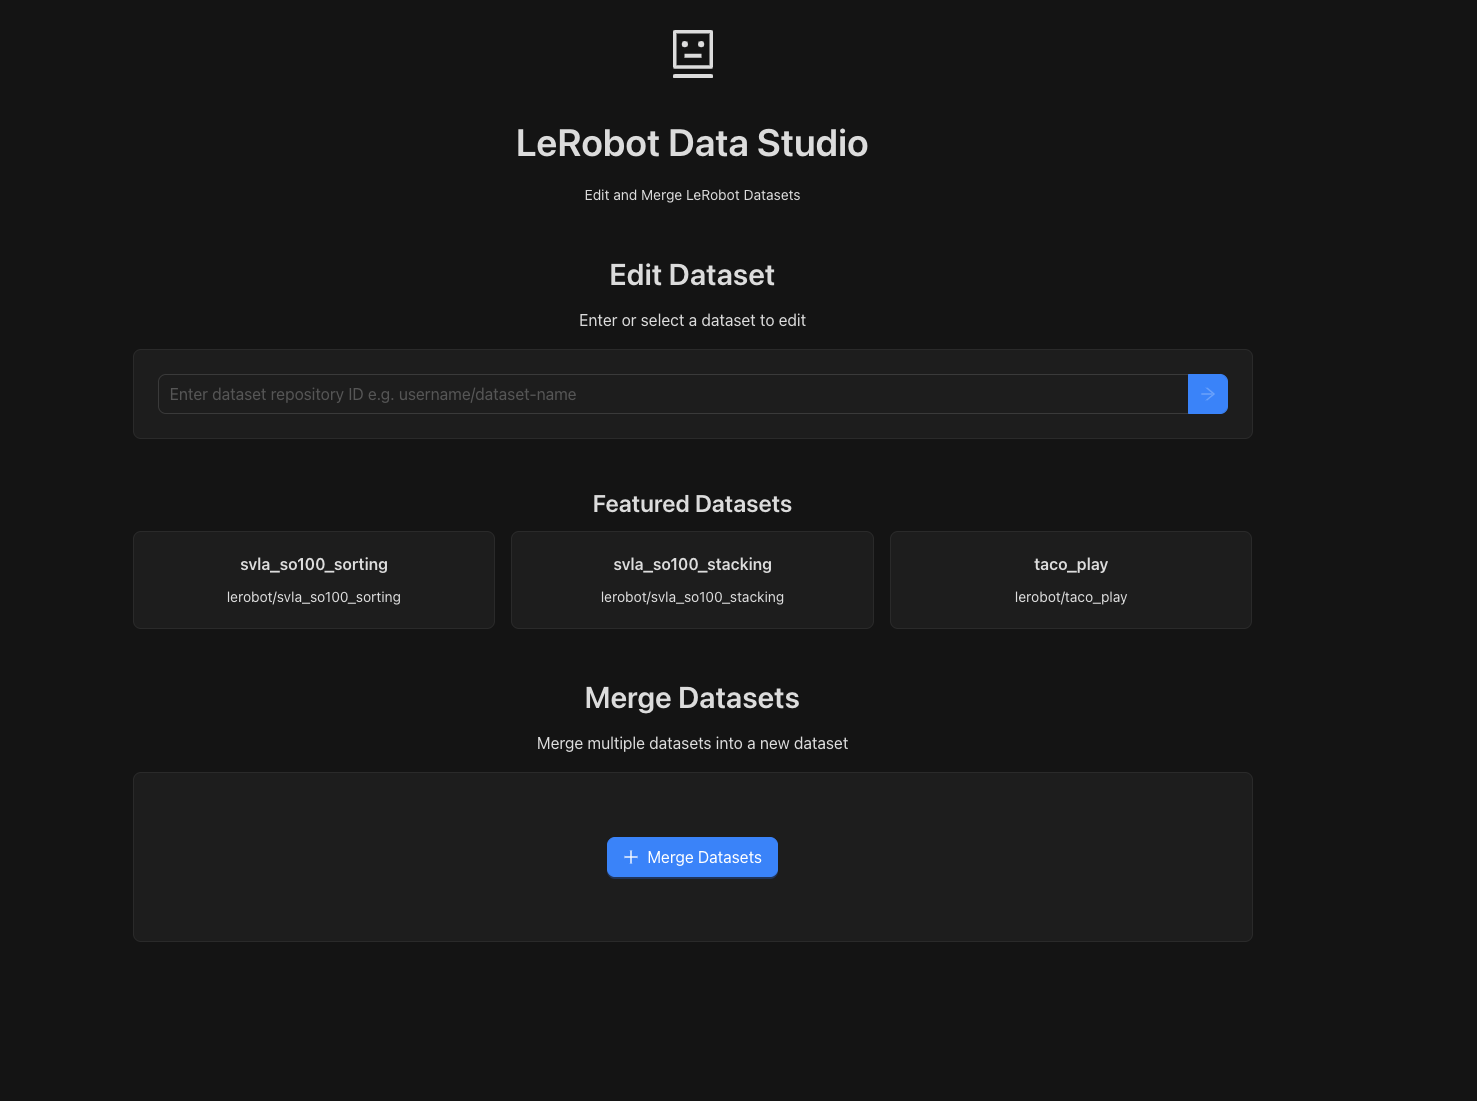 LeRobot Data Studio
Edit and Merge LeRobot Datasets
Edit Dataset
Enter or select a dataset to edit
Enter dataset repository ID e.g. username/dataset-name
Featured Datasets
svla_so100_sorting
lerobot/svla_so100_sorting
svla_so100_stacking
lerobot/svla_so100_stacking
taco_play
lerobot/taco_play
Merge Datasets
Merge multiple datasets into a new dataset
Merge Datasets